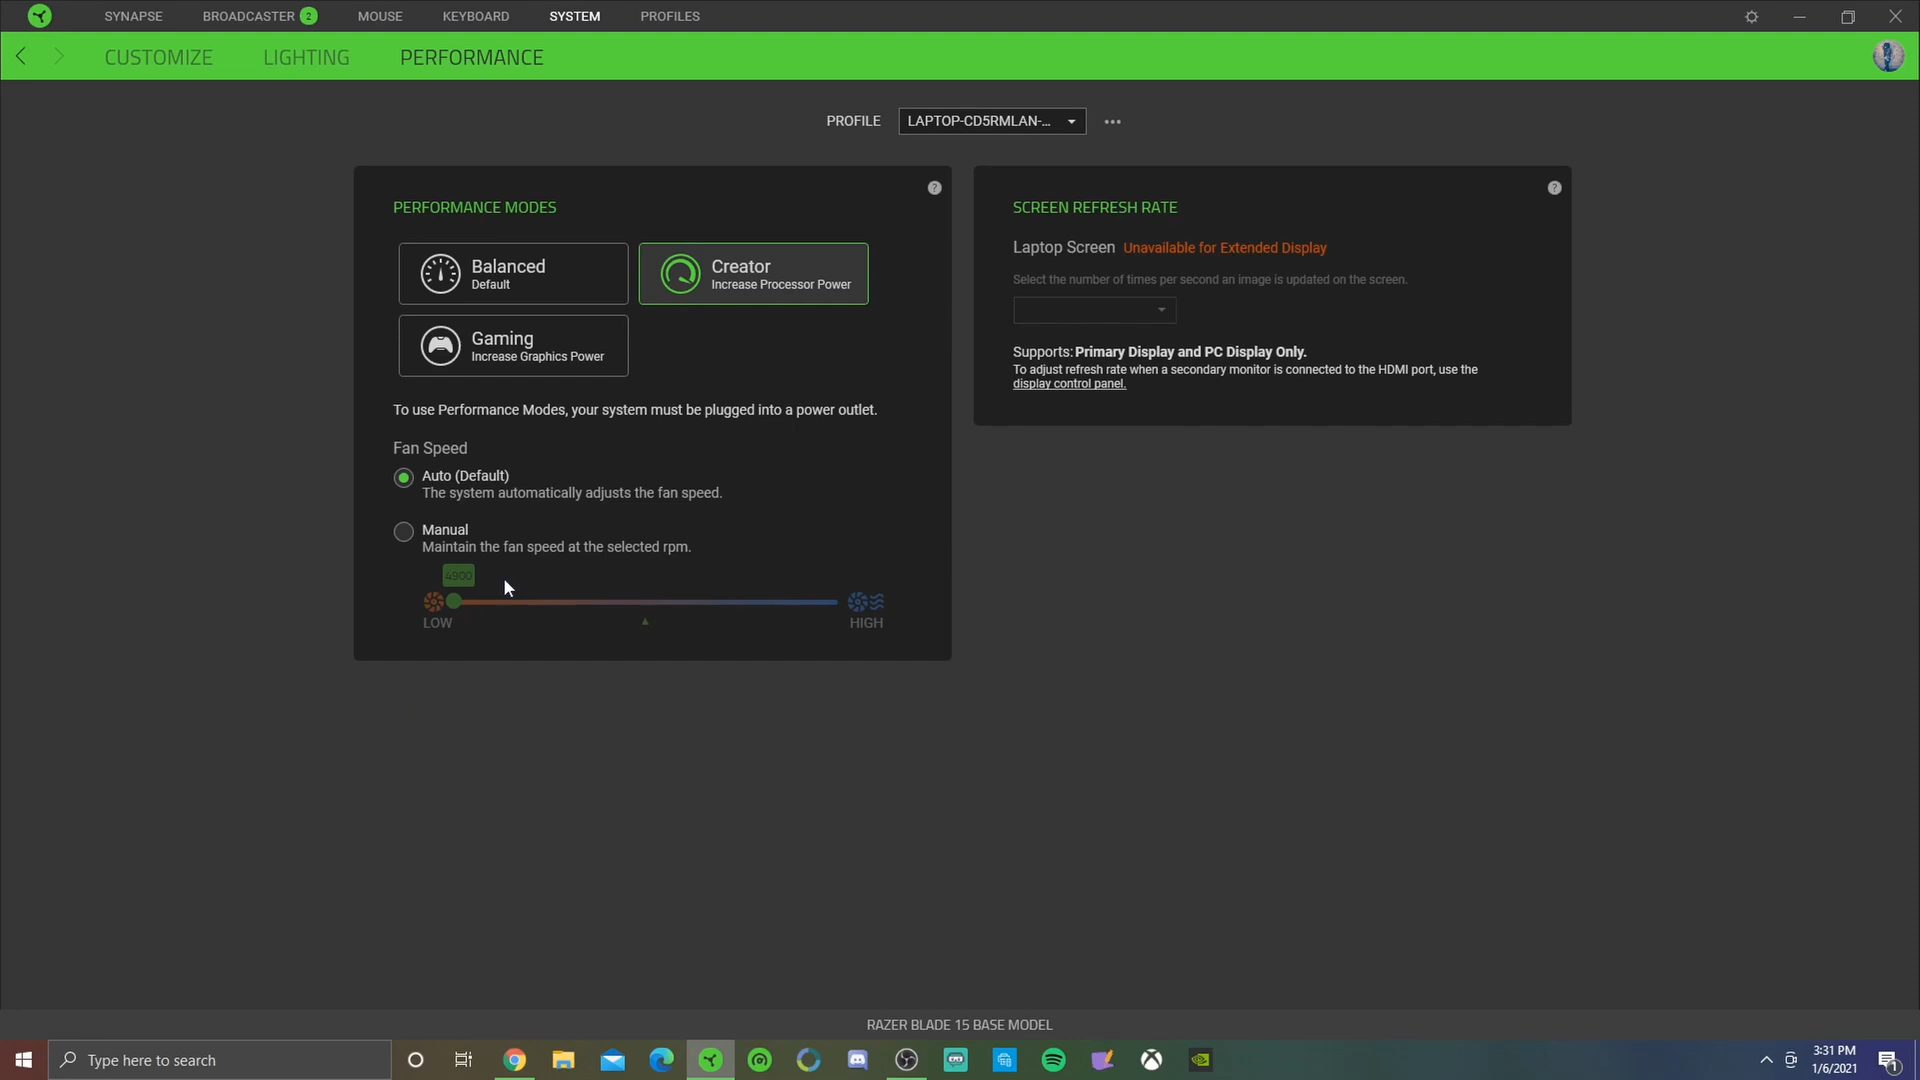 SYNAPSE BROADCASTER 2 MOUSE KEYBOARD SYSTEM PROFILES
CUSTOMIZE LIGHTING PERFORMANCE
PROFILE LAPTOP-CD5RMLAN-...
PERFORMANCE MODES
Balanced
Default
Creator
Increase Processor Power
Gaming
Increase Graphics Power
To use Performance Modes, your system must be plugged into a power outlet.
Fan Speed
Auto (Default)
The system automatically adjusts the fan speed.
Manual
Maintain the fan speed at the selected rpm.
4900
LOW HIGH
SCREEN REFRESH RATE
Laptop Screen Unavailable for Extended Display
Select the number of times per second an image is updated on the screen.
Supports: Primary Display and PC Display Only.
To adjust refresh rate when a secondary monitor is connected to the HDMI port, use the
display control panel.
RAZER BLADE 15 BASE MODEL
Type here to search
3:31 PM
1/6/2021
1